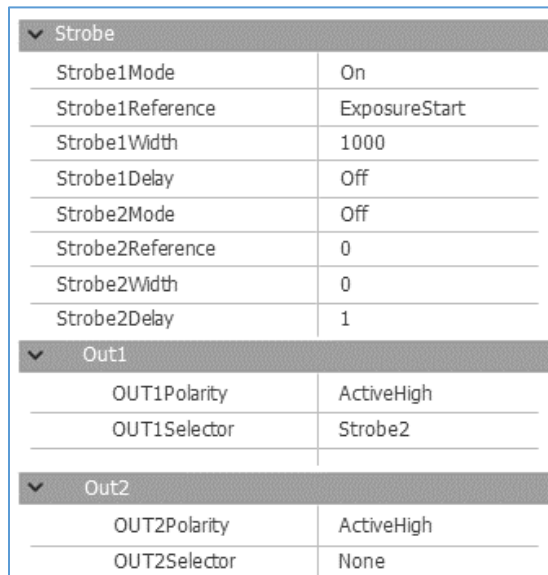 Strobe
Strobe1Mode On
Strobe1Reference ExposureStart
Strobe1Width 1000
Strobe1Delay Off
Strobe2Mode Off
Strobe2Reference 0
Strobe2Width 0
Strobe2Delay 1
Out1
OUT1Polarity ActiveHigh
OUT1Selector Strobe2
Out2
OUT2Polarity ActiveHigh
OUT2Selector None